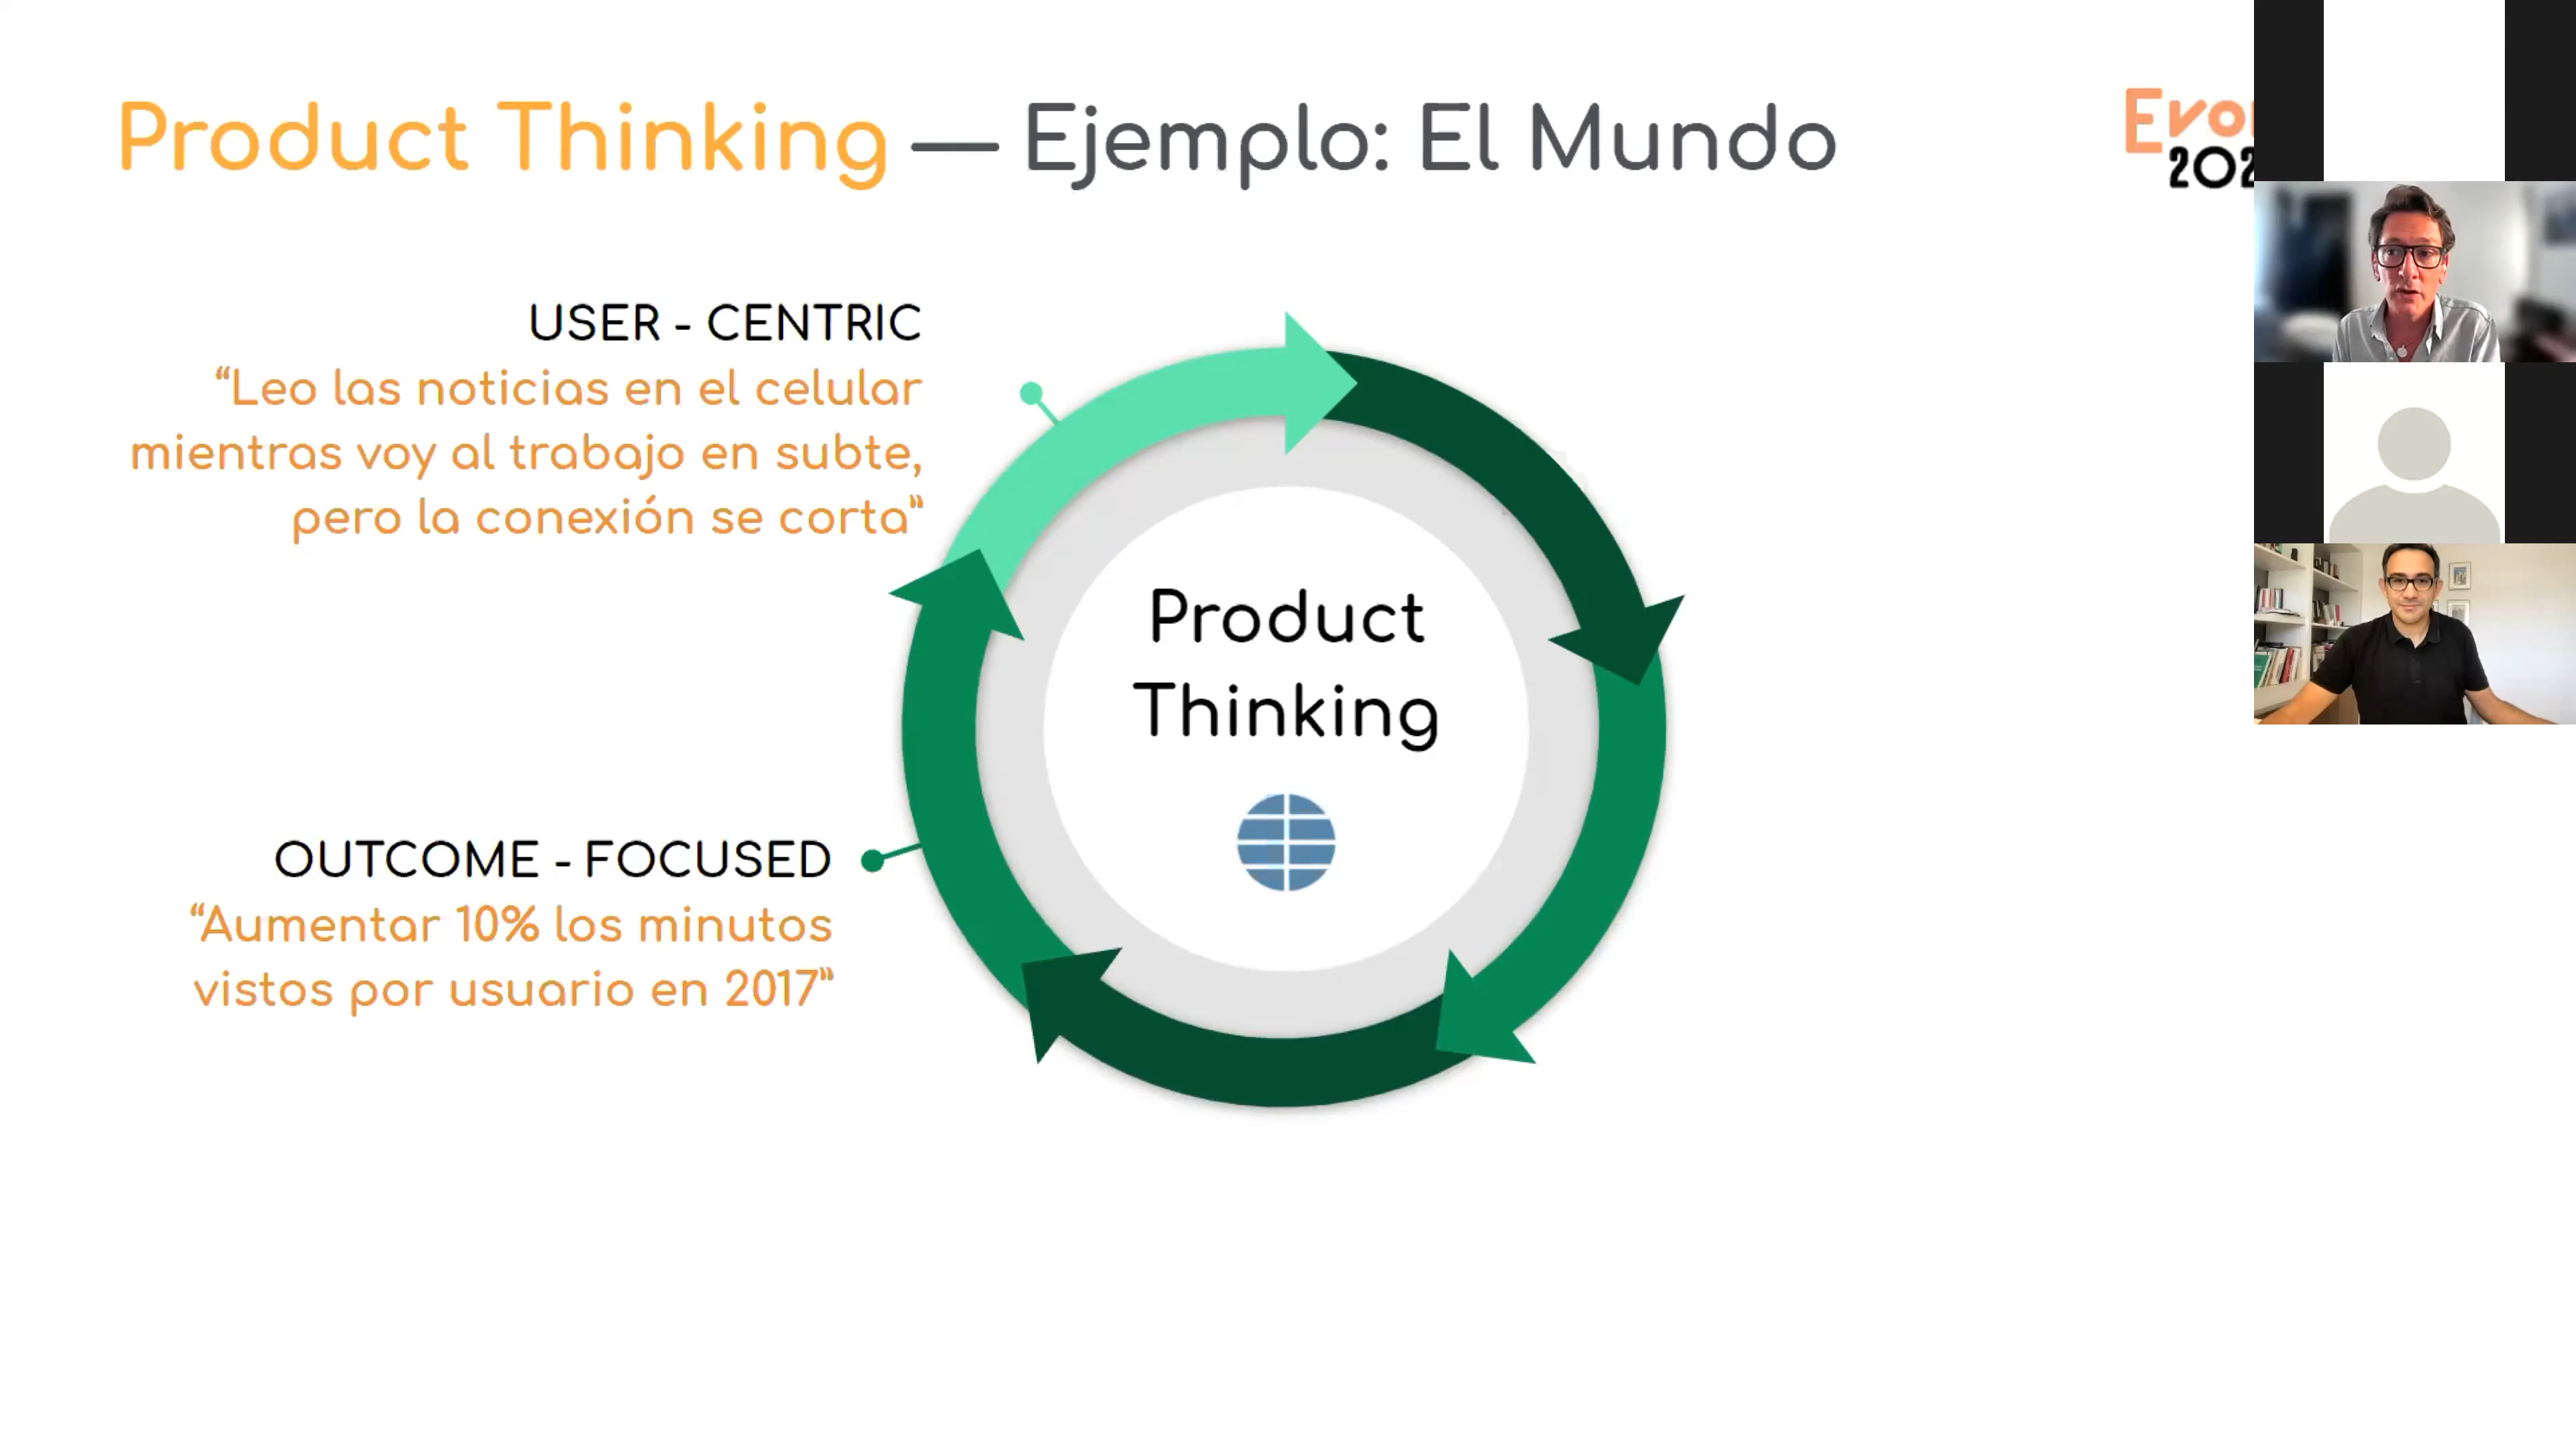 Product Thinking — Ejemplo: El Mundo
USER - CENTRIC
“Leo las noticias en el celular
mientras voy al trabajo en subte,
pero la conexión se corta”
Product
Thinking
OUTCOME - FOCUSED
“Aumentar 10% los minutos
vistos por usuario en 2017”